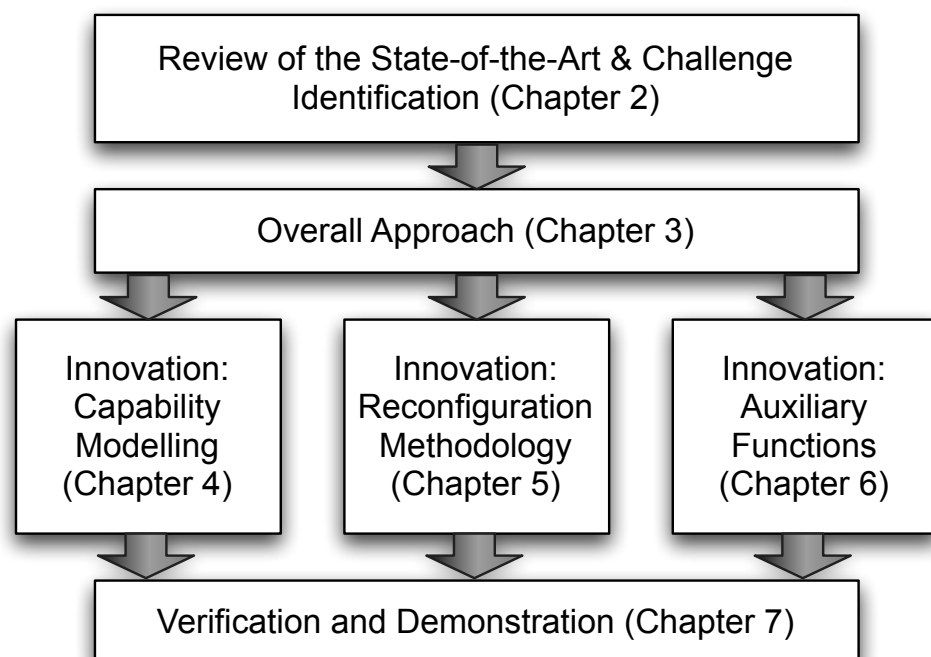 Review of the State-of-the-Art & Challenge
Identification (Chapter 2)
Overall Approach (Chapter 3)
Innovation:
Capability
Modelling
(Chapter 4)
Innovation:
Reconfiguration
Methodology
(Chapter 5)
Innovation:
Auxiliary
Functions
(Chapter 6)
Verification and Demonstration (Chapter 7)